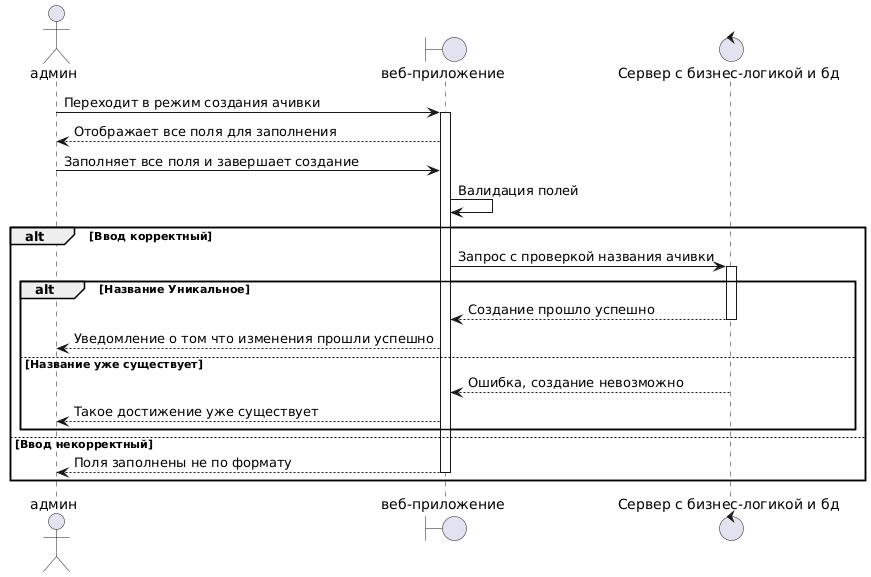 админ
веб-приложение
Сервер с бизнес-логикой и бд
Переходит в режим создания ачивки
Отображает все поля для заполнения
Заполняет все поля и завершает создание
Валидация полей
alt [Ввод корректный]
Запрос с проверкой названия ачивки
alt [Название Уникальное]
Создание прошло успешно
Уведомление о том что изменения прошли успешно
[Название уже существует]
Ошибка, создание невозможно
Такое достижение уже существует
[Ввод некорректный]
Поля заполнены не по формату
админ
веб-приложение
Сервер с бизнес-логикой и бд